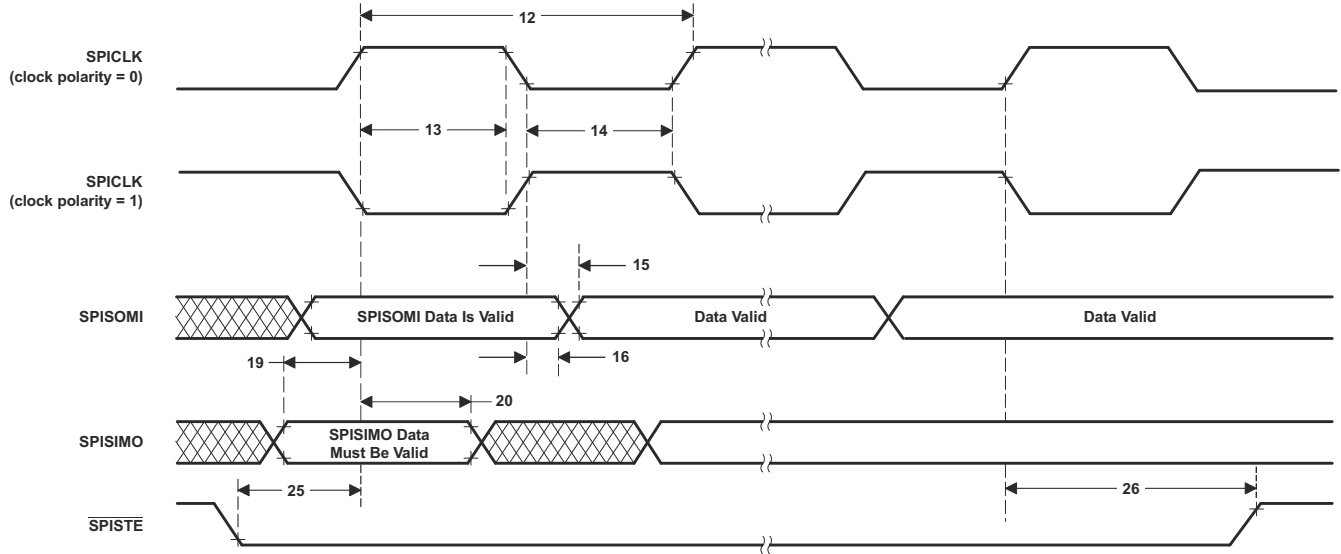 12
SPICLK
(clock polarity = 0)
13
14
SPICLK
(clock polarity = 1)
15
SPISOMI
SPISOMI Data Is Valid
Data Valid
Data Valid
19
16
20
SPISIMO
SPISIMO Data
Must Be Valid
25
26
SPISTE